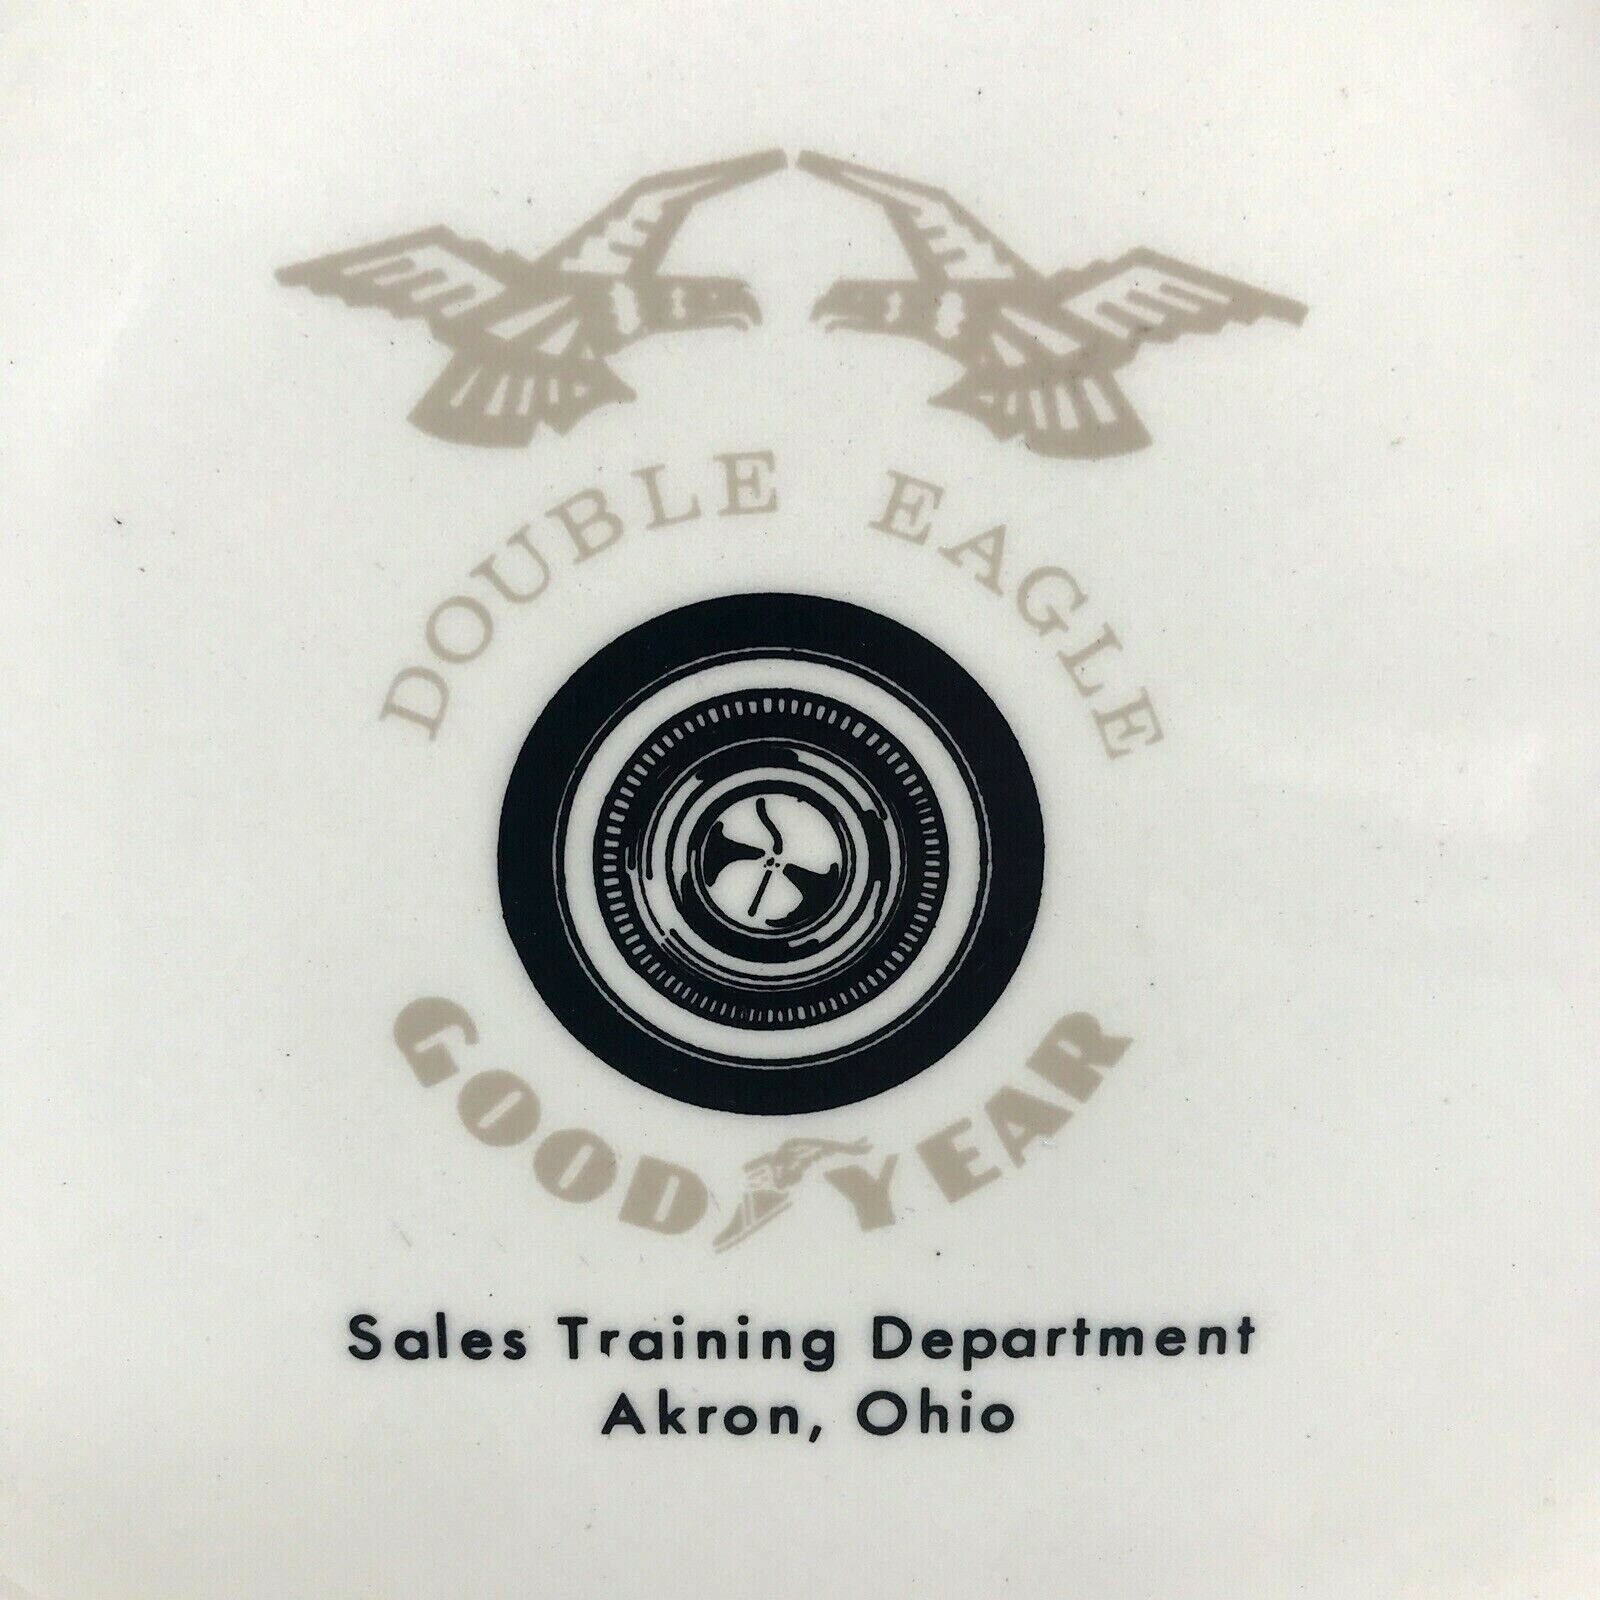 DOUBLE EAGLE
GOOD YEAR
Sales Training Department
Akron, Ohio